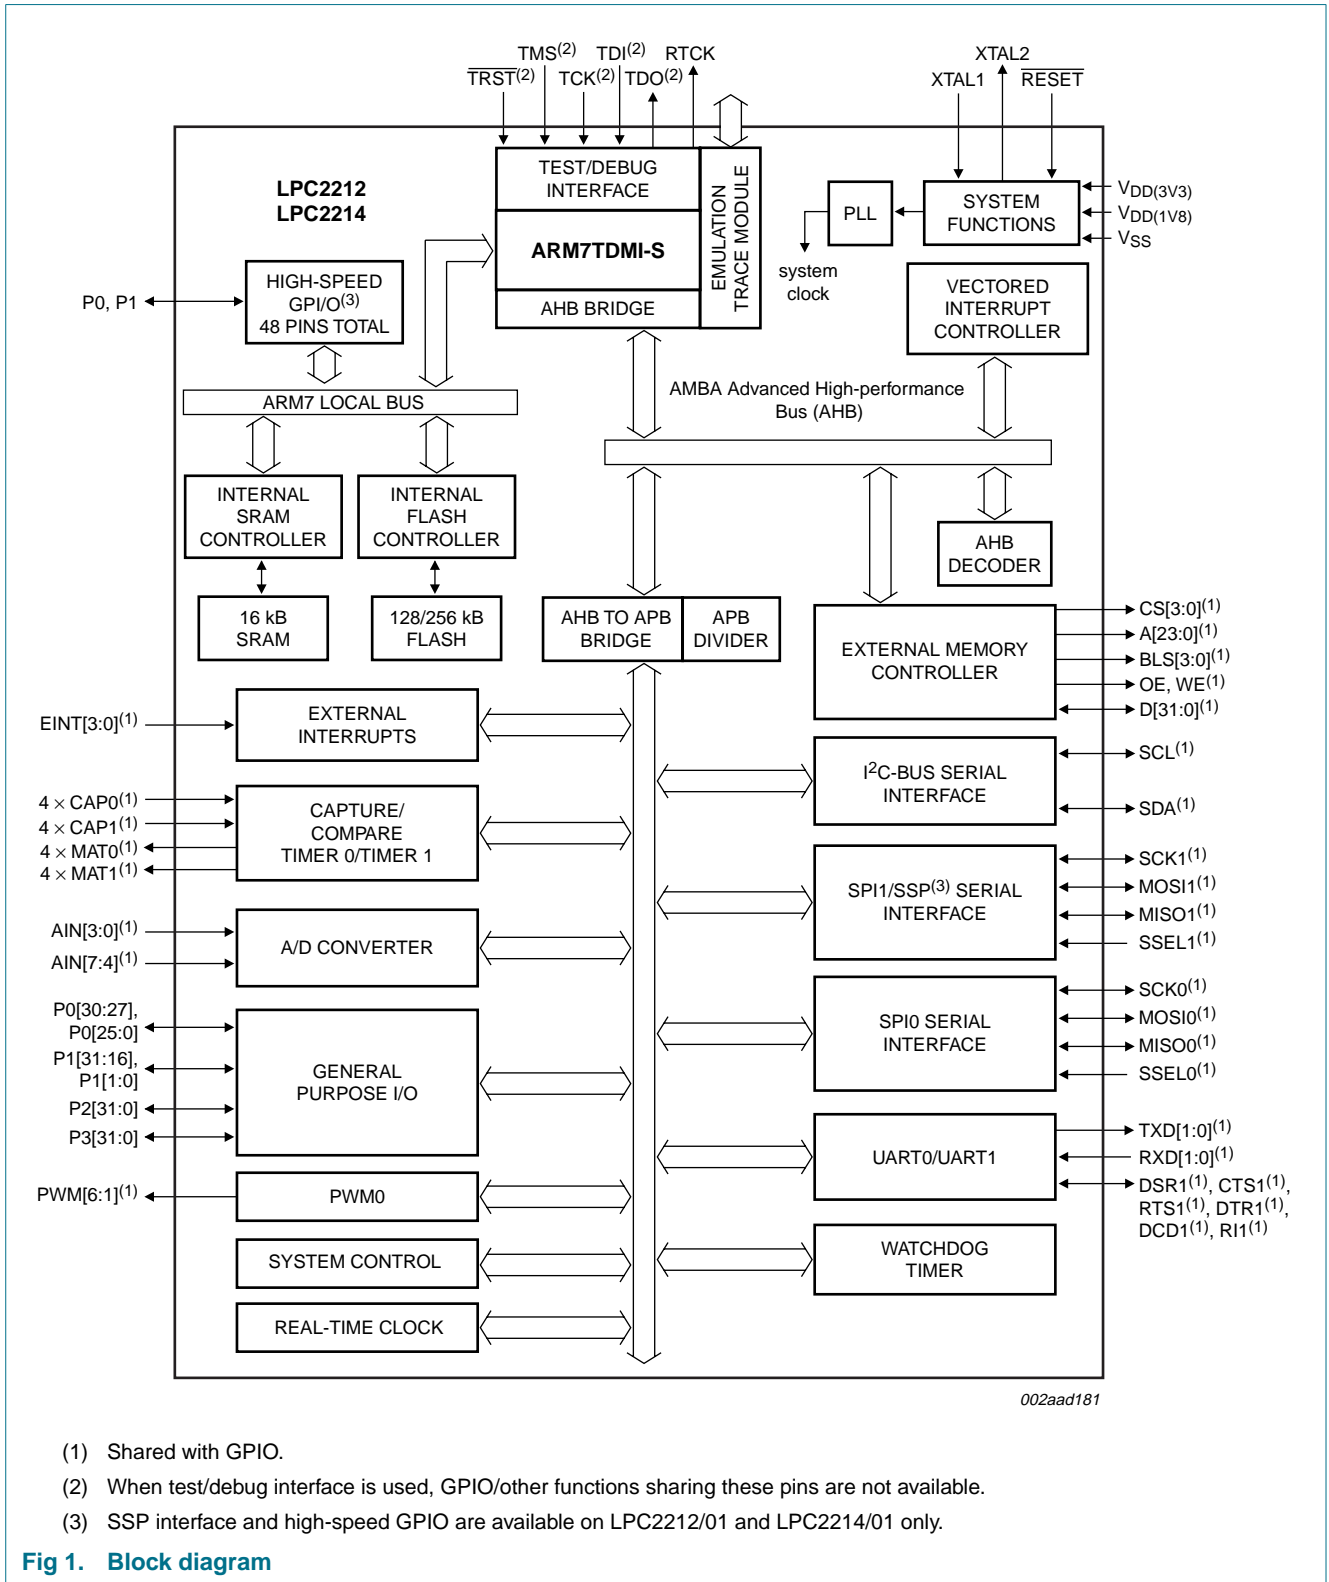 TMS(2) TDI(2) RTCK
TRST(2) TCK(2) TDO(2)
XTAL2
XTAL1 RESET
LPC2212
LPC2214
TEST/DEBUG
INTERFACE
ARM7TDMI-S
AHB BRIDGE
EMULATION
TRACE MODULE
PLL
system
clock
SYSTEM
FUNCTIONS
VDD(3V3)
VDD(1V8)
VSS
P0, P1
HIGH-SPEED
GPI/O(3)
48 PINS TOTAL
VECTORED
INTERRUPT
CONTROLLER
ARM7 LOCAL BUS
AMBA Advanced High-performance
Bus (AHB)
INTERNAL
SRAM
CONTROLLER
INTERNAL
FLASH
CONTROLLER
AHB
DECODER
16 kB
SRAM
128/256 kB
FLASH
AHB TO APB
BRIDGE
APB
DIVIDER
EXTERNAL MEMORY
CONTROLLER
CS[3:0](1)
A[23:0](1)
BLS[3:0](1)
OE, WE(1)
D[31:0](1)
EINT[3:0](1)
EXTERNAL
INTERRUPTS
I2C-BUS SERIAL
INTERFACE
SCL(1)
SDA(1)
4 × CAP0(1)
4 × CAP1(1)
4 × MAT0(1)
4 × MAT1(1)
CAPTURE/
COMPARE
TIMER 0/TIMER 1
SPI1/SSP(3) SERIAL
INTERFACE
SCK1(1)
MOSI1(1)
MISO1(1)
SSEL1(1)
AIN[3:0](1)
AIN[7:4](1)
A/D CONVERTER
SPI0 SERIAL
INTERFACE
SCK0(1)
MOSI0(1)
MISO0(1)
SSEL0(1)
P0[30:27],
P0[25:0]
P1[31:16],
P1[1:0]
P2[31:0]
P3[31:0]
GENERAL
PURPOSE I/O
UART0/UART1
TXD[1:0](1)
RXD[1:0](1)
DSR1(1), CTS1(1),
RTS1(1), DTR1(1),
DCD1(1), RI1(1)
PWM[6:1](1)
PWM0
SYSTEM CONTROL
WATCHDOG
TIMER
REAL-TIME CLOCK
002aad181
(1) Shared with GPIO.
(2) When test/debug interface is used, GPIO/other functions sharing these pins are not available.
(3) SSP interface and high-speed GPIO are available on LPC2212/01 and LPC2214/01 only.
Fig 1. Block diagram